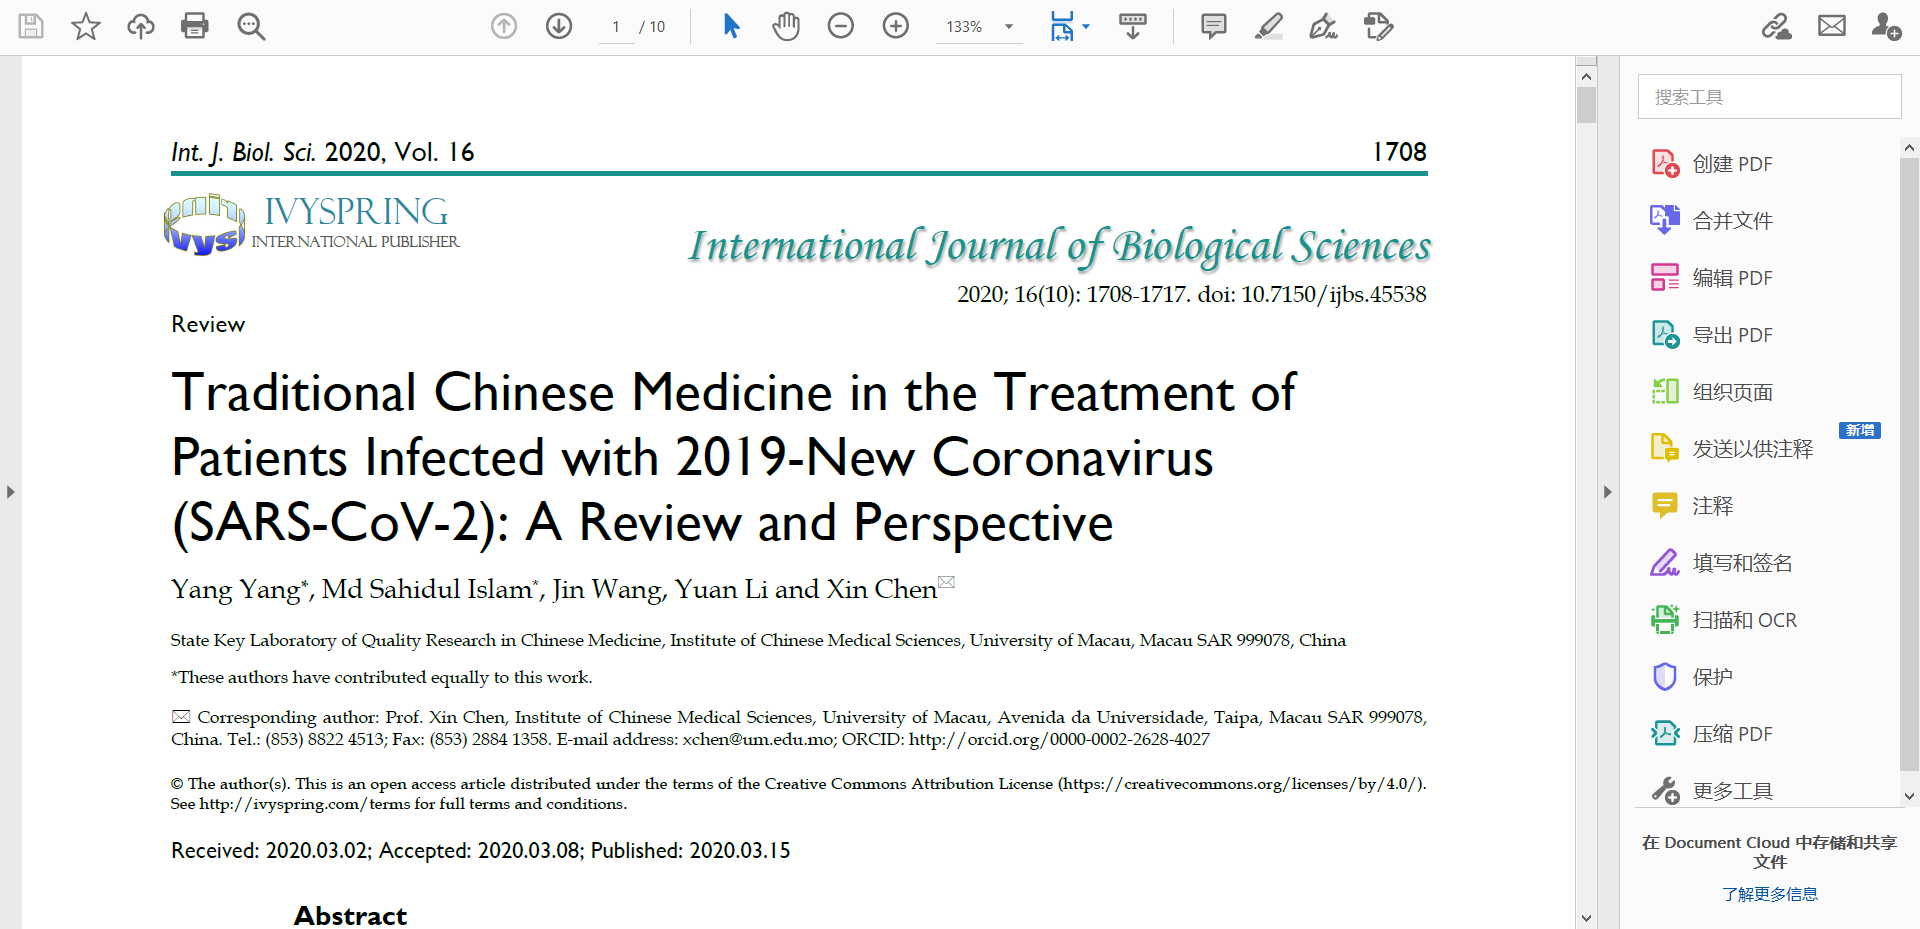 1 / 10
133%
Int. J. Biol. Sci. 2020, Vol. 16
1708
IVYSPRING
INTERNATIONAL PUBLISHER
International Journal of Biological Sciences
2020; 16(10): 1708-1717. doi: 10.7150/ijbs.45538
Review
Traditional Chinese Medicine in the Treatment of
Patients Infected with 2019-New Coronavirus
(SARS-CoV-2): A Review and Perspective
Yang Yang*, Md Sahidul Islam*, Jin Wang, Yuan Li and Xin Chen✉
State Key Laboratory of Quality Research in Chinese Medicine, Institute of Chinese Medical Sciences, University of Macau, Macau SAR 999078, China
*These authors have contributed equally to this work.
✉ Corresponding author: Prof. Xin Chen, Institute of Chinese Medical Sciences, University of Macau, Avenida da Universidade, Taipa, Macau SAR 999078,
China. Tel.: (853) 8822 4513; Fax: (853) 2884 1358. E-mail address: xchen@um.edu.mo; ORCID: http://orcid.org/0000-0002-2628-4027
© The author(s). This is an open access article distributed under the terms of the Creative Commons Attribution License (https://creativecommons.org/licenses/by/4.0/).
See http://ivyspring.com/terms for full terms and conditions.
Received: 2020.03.02; Accepted: 2020.03.08; Published: 2020.03.15
Abstract
搜索工具
创建 PDF
合并文件
编辑 PDF
导出 PDF
组织页面
新增
发送以供注释
注释
填写和签名
扫描和 OCR
保护
压缩 PDF
更多工具
在 Document Cloud 中存储和共享
文件
了解更多信息